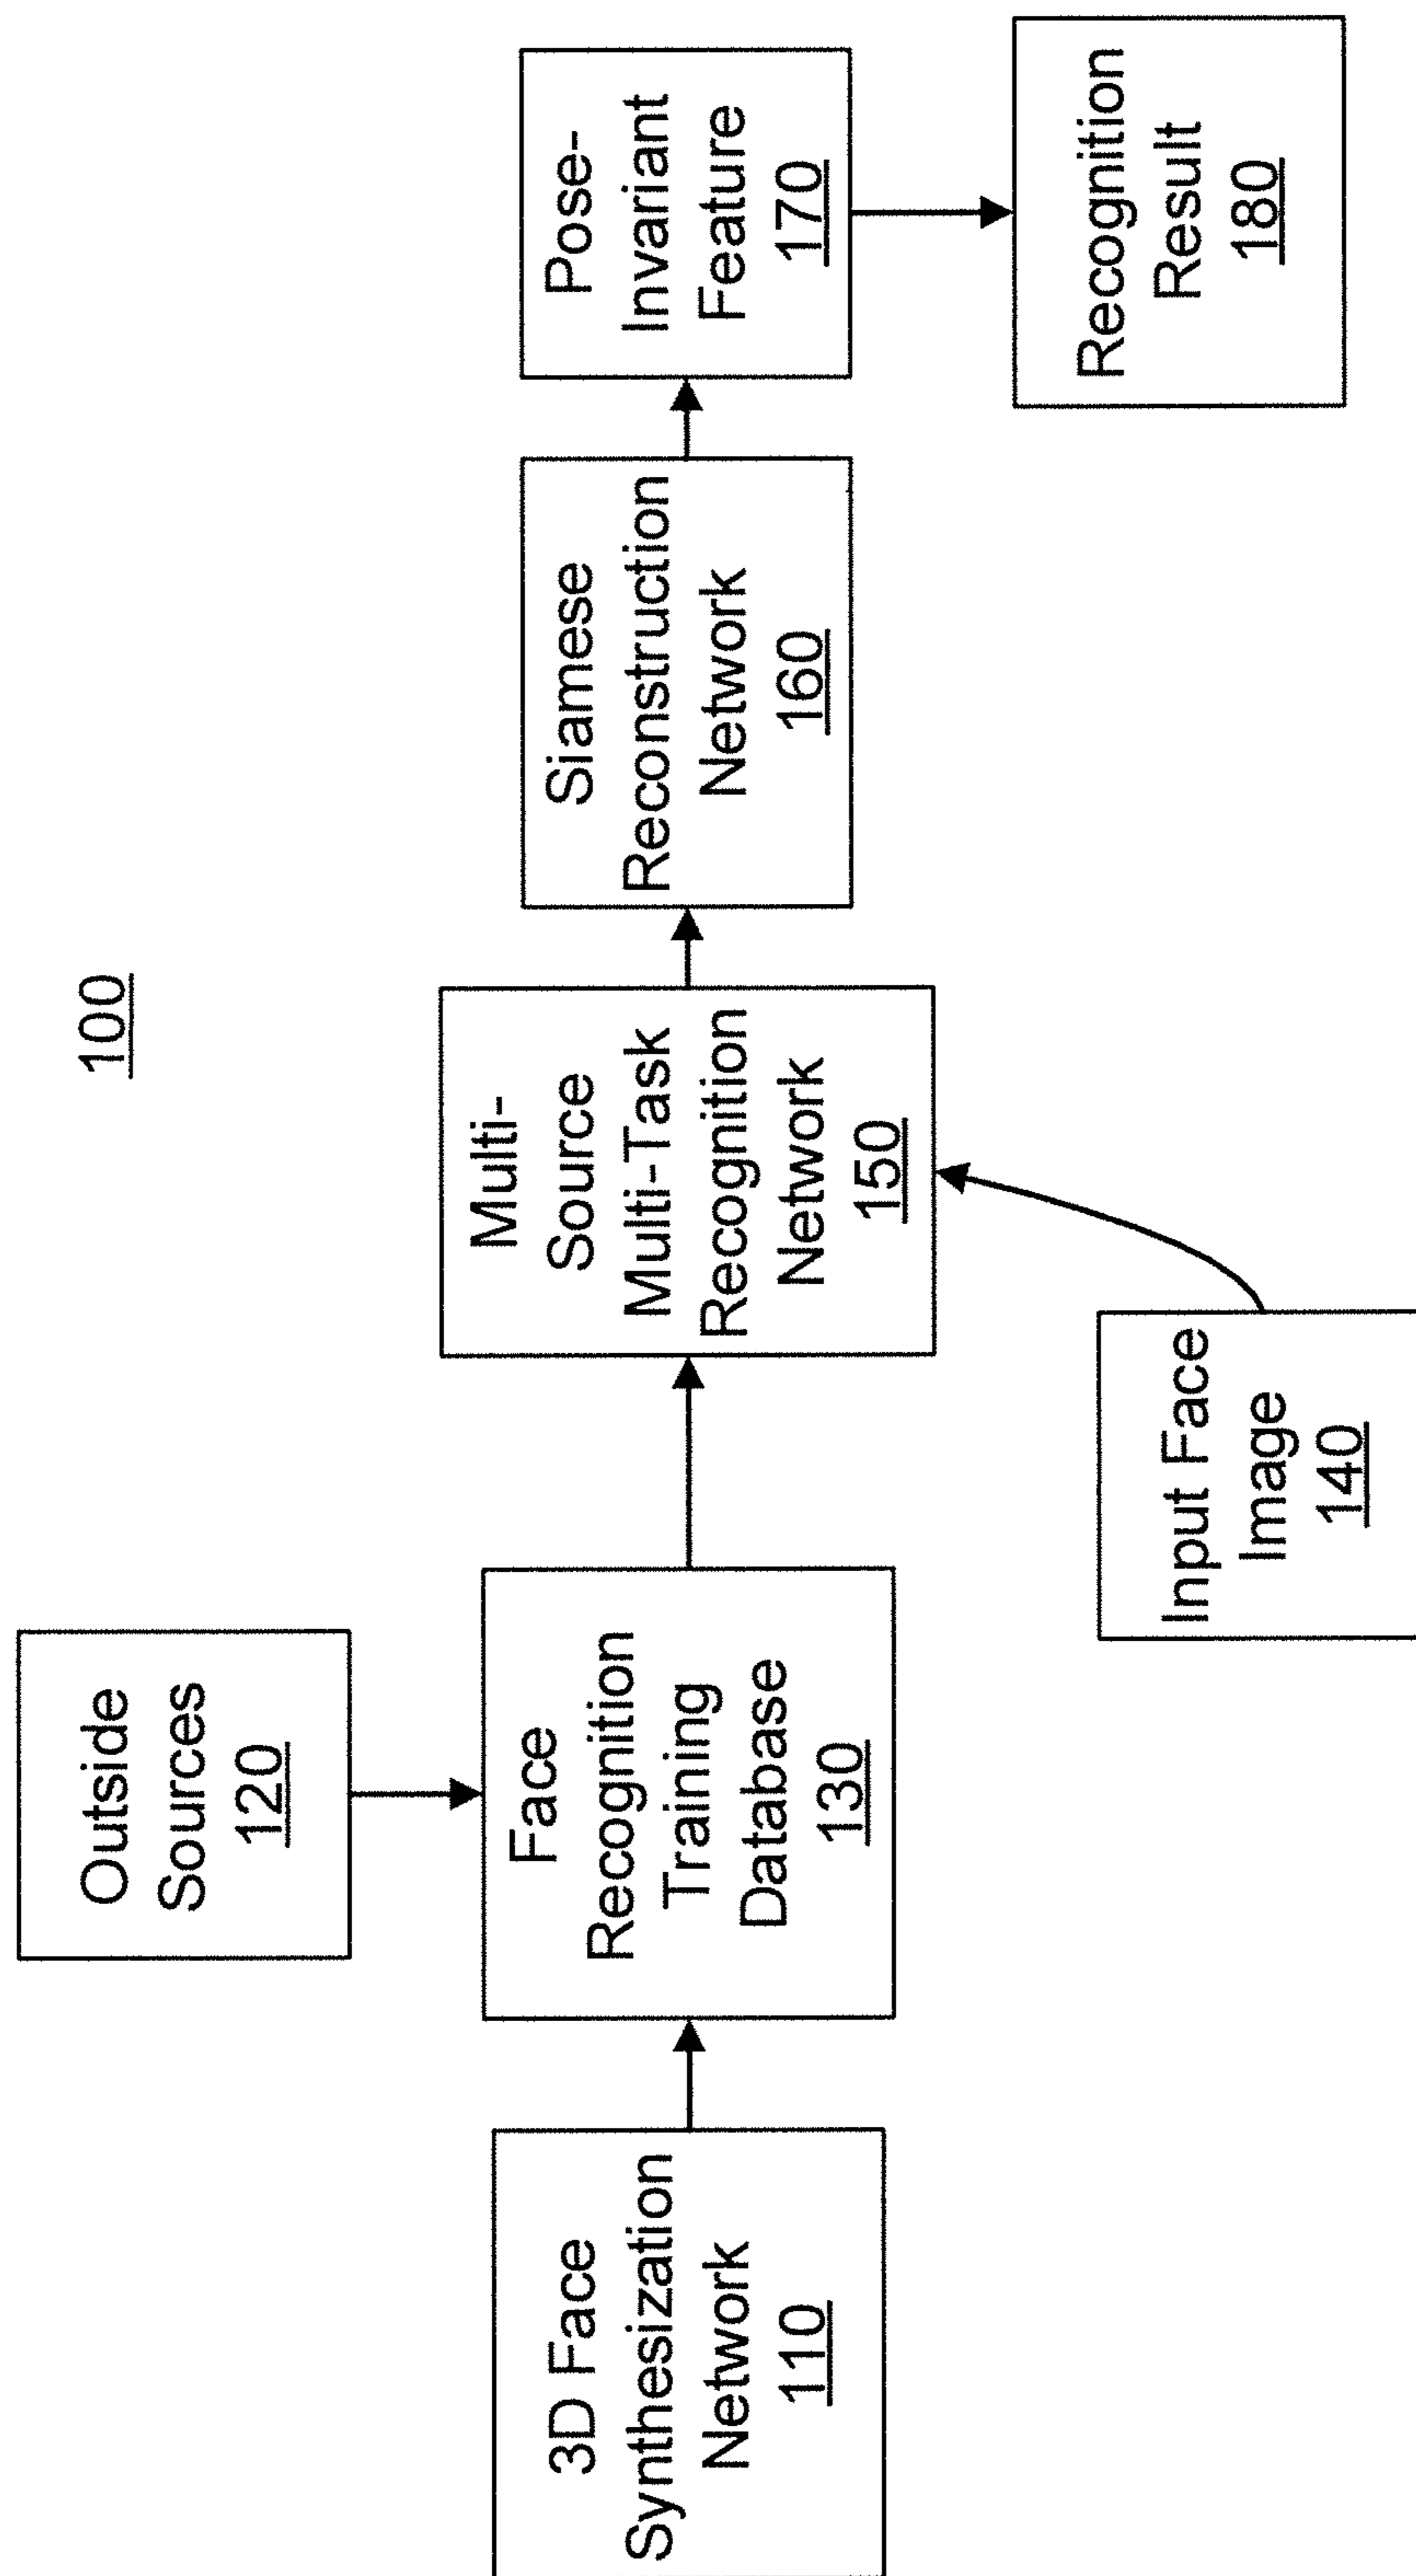 100
3D Face
Synthesization
Network
110
Outside
Sources
120
Face
Recognition
Training
Database
130
Input Face
Image
140
Multi-
Source
Multi-Task
Recognition
Network
150
Siamese
Reconstruction
Network
160
Pose-
Invariant
Feature
170
Recognition
Result
180